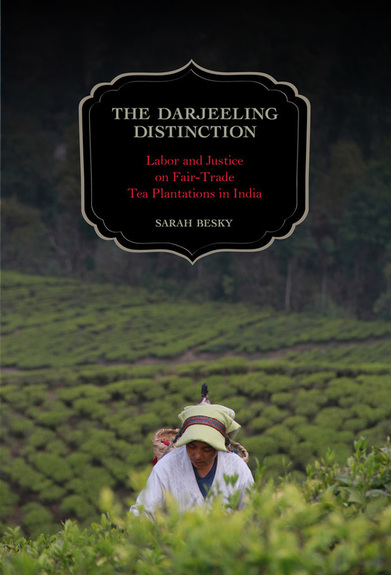 THE DARJEELING
DISTINCTION
Labor and Justice
on Fair-Trade
Tea Plantations in India
SARAH BESKY